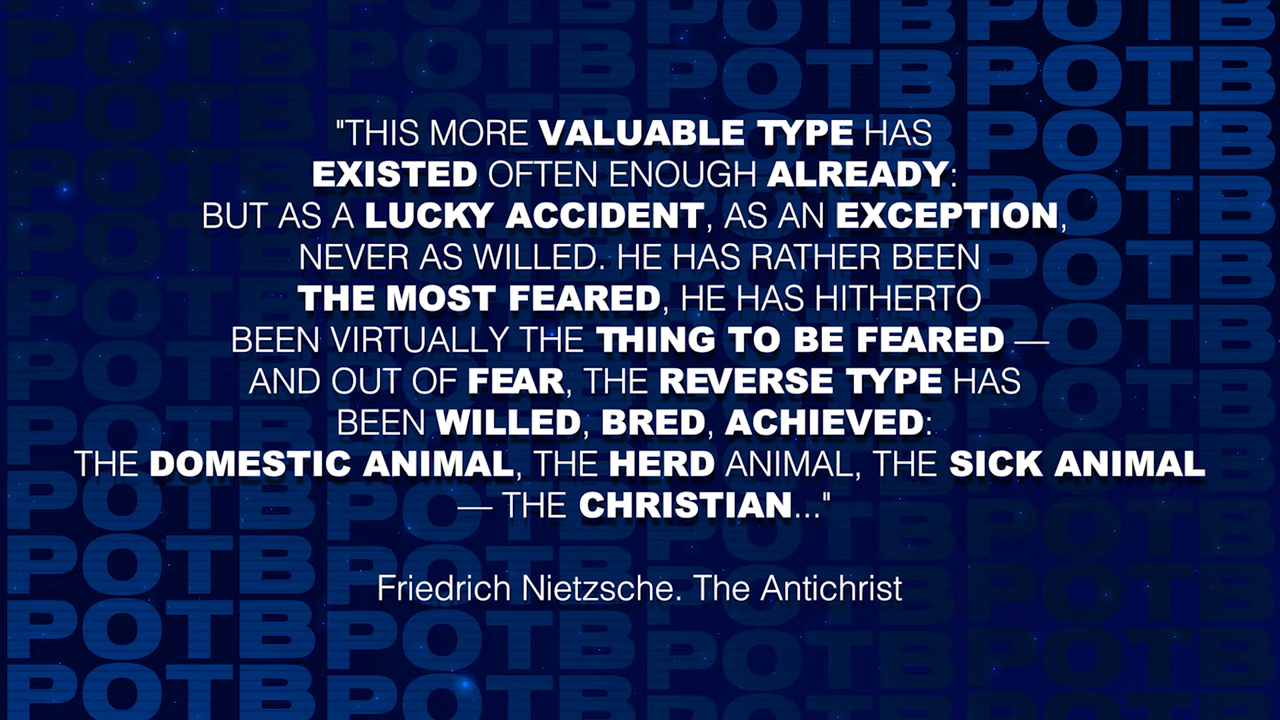 "THIS MORE VALUABLE TYPE HAS
EXISTED OFTEN ENOUGH ALREADY:
BUT AS A LUCKY ACCIDENT, AS AN EXCEPTION,
NEVER AS WILLED. HE HAS RATHER BEEN
THE MOST FEARED, HE HAS HITHERTO
BEEN VIRTUALLY THE THING TO BE FEARED —
AND OUT OF FEAR, THE REVERSE TYPE HAS
BEEN WILLED, BRED, ACHIEVED:
THE DOMESTIC ANIMAL, THE HERD ANIMAL, THE SICK ANIMAL
— THE CHRISTIAN..."
Friedrich Nietzsche. The Antichrist
POTB